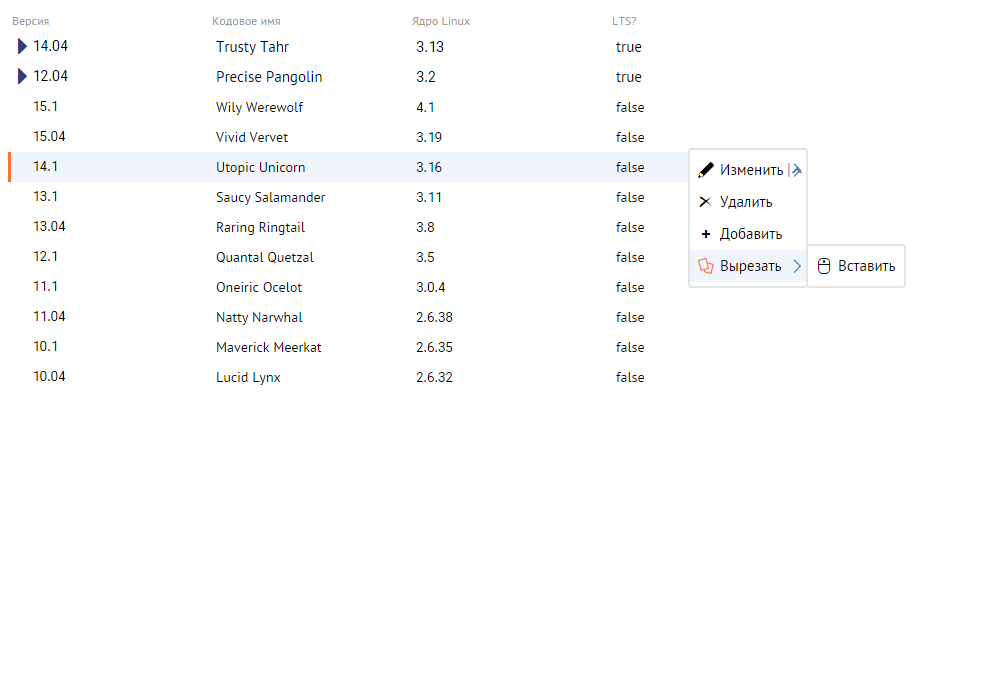 Версия Кодовое имя Ядро Linux LTS?
14.04 Trusty Tahr 3.13 true
12.04 Precise Pangolin 3.2 true
15.1 Wily Werewolf 4.1 false
15.04 Vivid Vervet 3.19 false
14.1 Utopic Unicorn 3.16 false
Изменить
13.1 Saucy Salamander 3.11 false
Удалить
13.04 Raring Ringtail 3.8 false
Добавить
12.1 Quantal Quetzal 3.5 false
Вырезать Вставить
11.1 Oneiric Ocelot 3.0.4 false
11.04 Natty Narwhal 2.6.38 false
10.1 Maverick Meerkat 2.6.35 false
10.04 Lucid Lynx 2.6.32 false